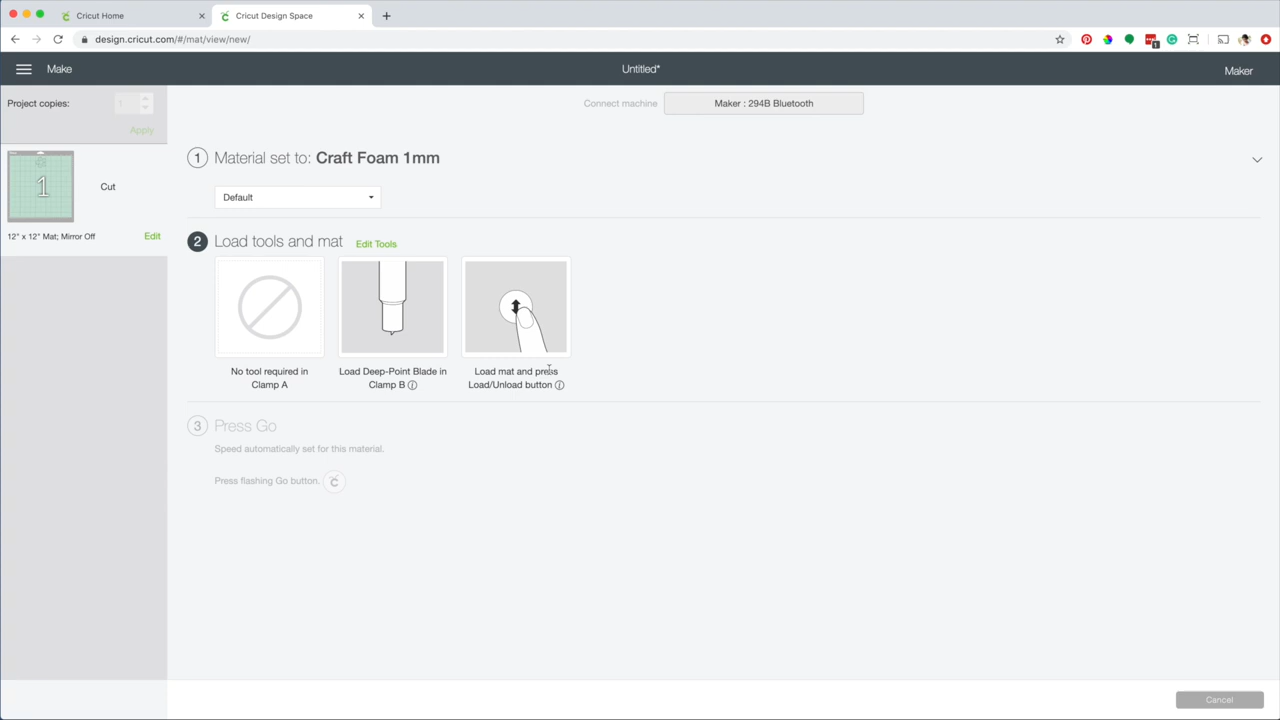 Cricut Home
Cricut Design Space
design.cricut.com/#/mat/view/new/
1
Make
Untitled*
Maker
Project copies:
1
Apply
Connect machine
Maker : 294B Bluetooth
1
Cut
12" x 12" Mat; Mirror Off
Edit
1 Material set to: Craft Foam 1mm
Default
2 Load tools and mat Edit Tools
No tool required in
Clamp A
Load Deep-Point Blade in
Clamp B i
Load mat and press
Load/Unload button i
3 Press Go
Speed automatically set for this material.
Press flashing Go button.
Cancel